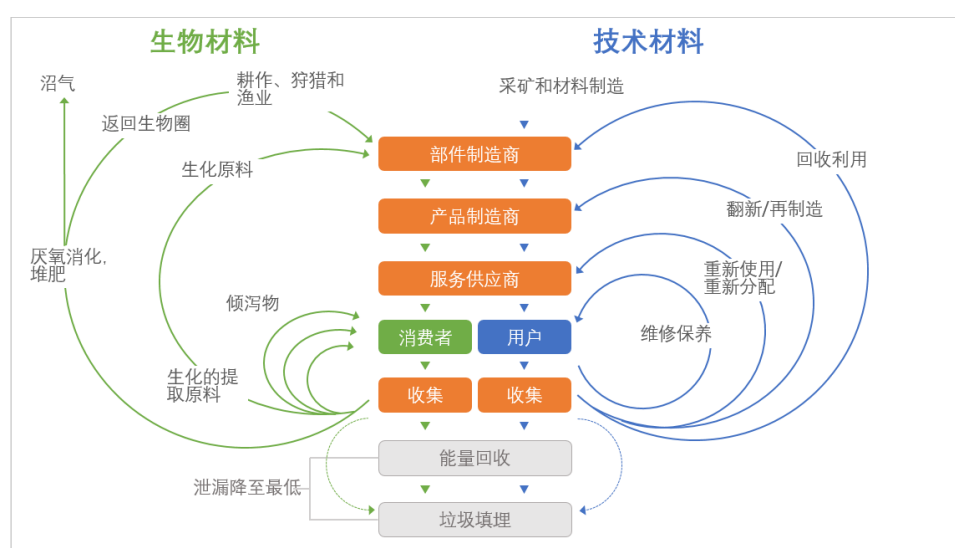 生物材料
技术材料
沼气
耕作、狩猎和
渔业
采矿和材料制造
返回生物圈
部件制造商
回收利用
生化原料
产品制造商
翻新/再制造
厌氧消化,
堆肥
服务供应商
重新使用/
重新分配
倾泻物
消费者
用户
维修保养
生化的提
取原料
收集
收集
能量回收
泄漏降至最低
垃圾填埋